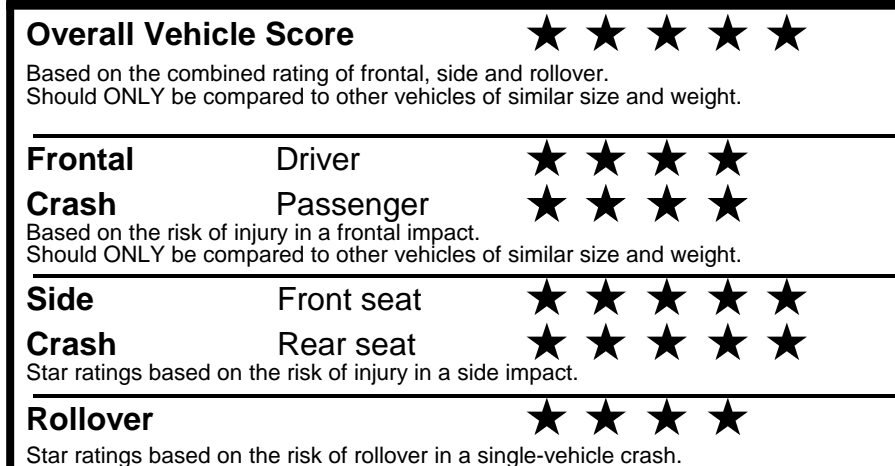 Overall Vehicle Score ★ ★ ★ ★ ★
Based on the combined rating of frontal, side and rollover.
Should ONLY be compared to other vehicles of similar size and weight.
Frontal Driver ★ ★ ★ ★
Crash Passenger ★ ★ ★ ★
Based on the risk of injury in a frontal impact.
Should ONLY be compared to other vehicles of similar size and weight.
Side Front seat ★ ★ ★ ★ ★
Crash Rear seat ★ ★ ★ ★ ★
Star ratings based on the risk of injury in a side impact.
Rollover ★ ★ ★ ★
Star ratings based on the risk of rollover in a single-vehicle crash.